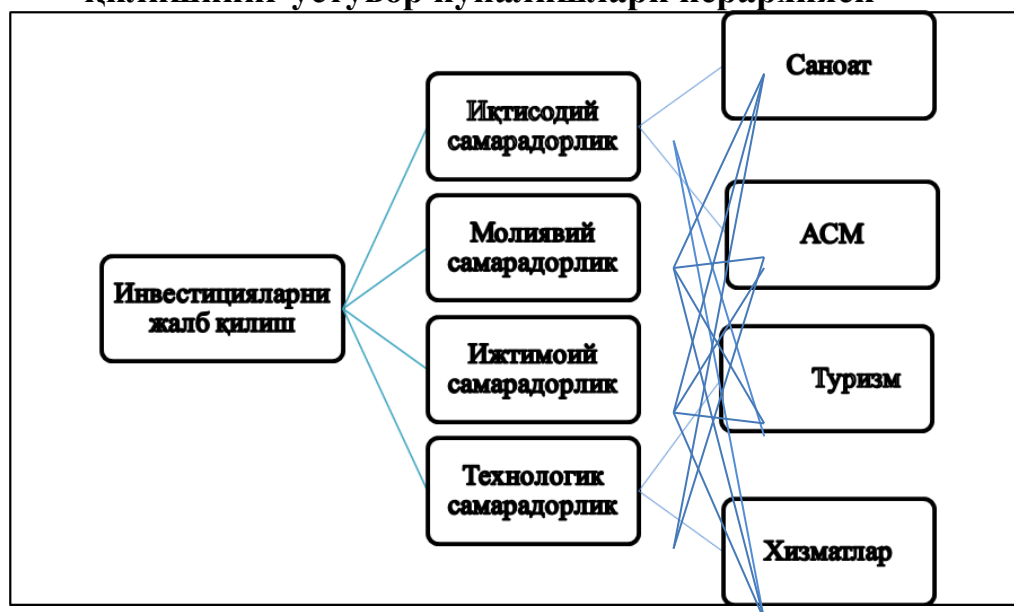 Инвестицияларни
жалб қилиш
Иқтисодий
самарадорлик
Молиявий
самарадорлик
Ижтимоий
самарадорлик
Технологик
самарадорлик
Саноат
АСМ
Туризм
Хизматлар